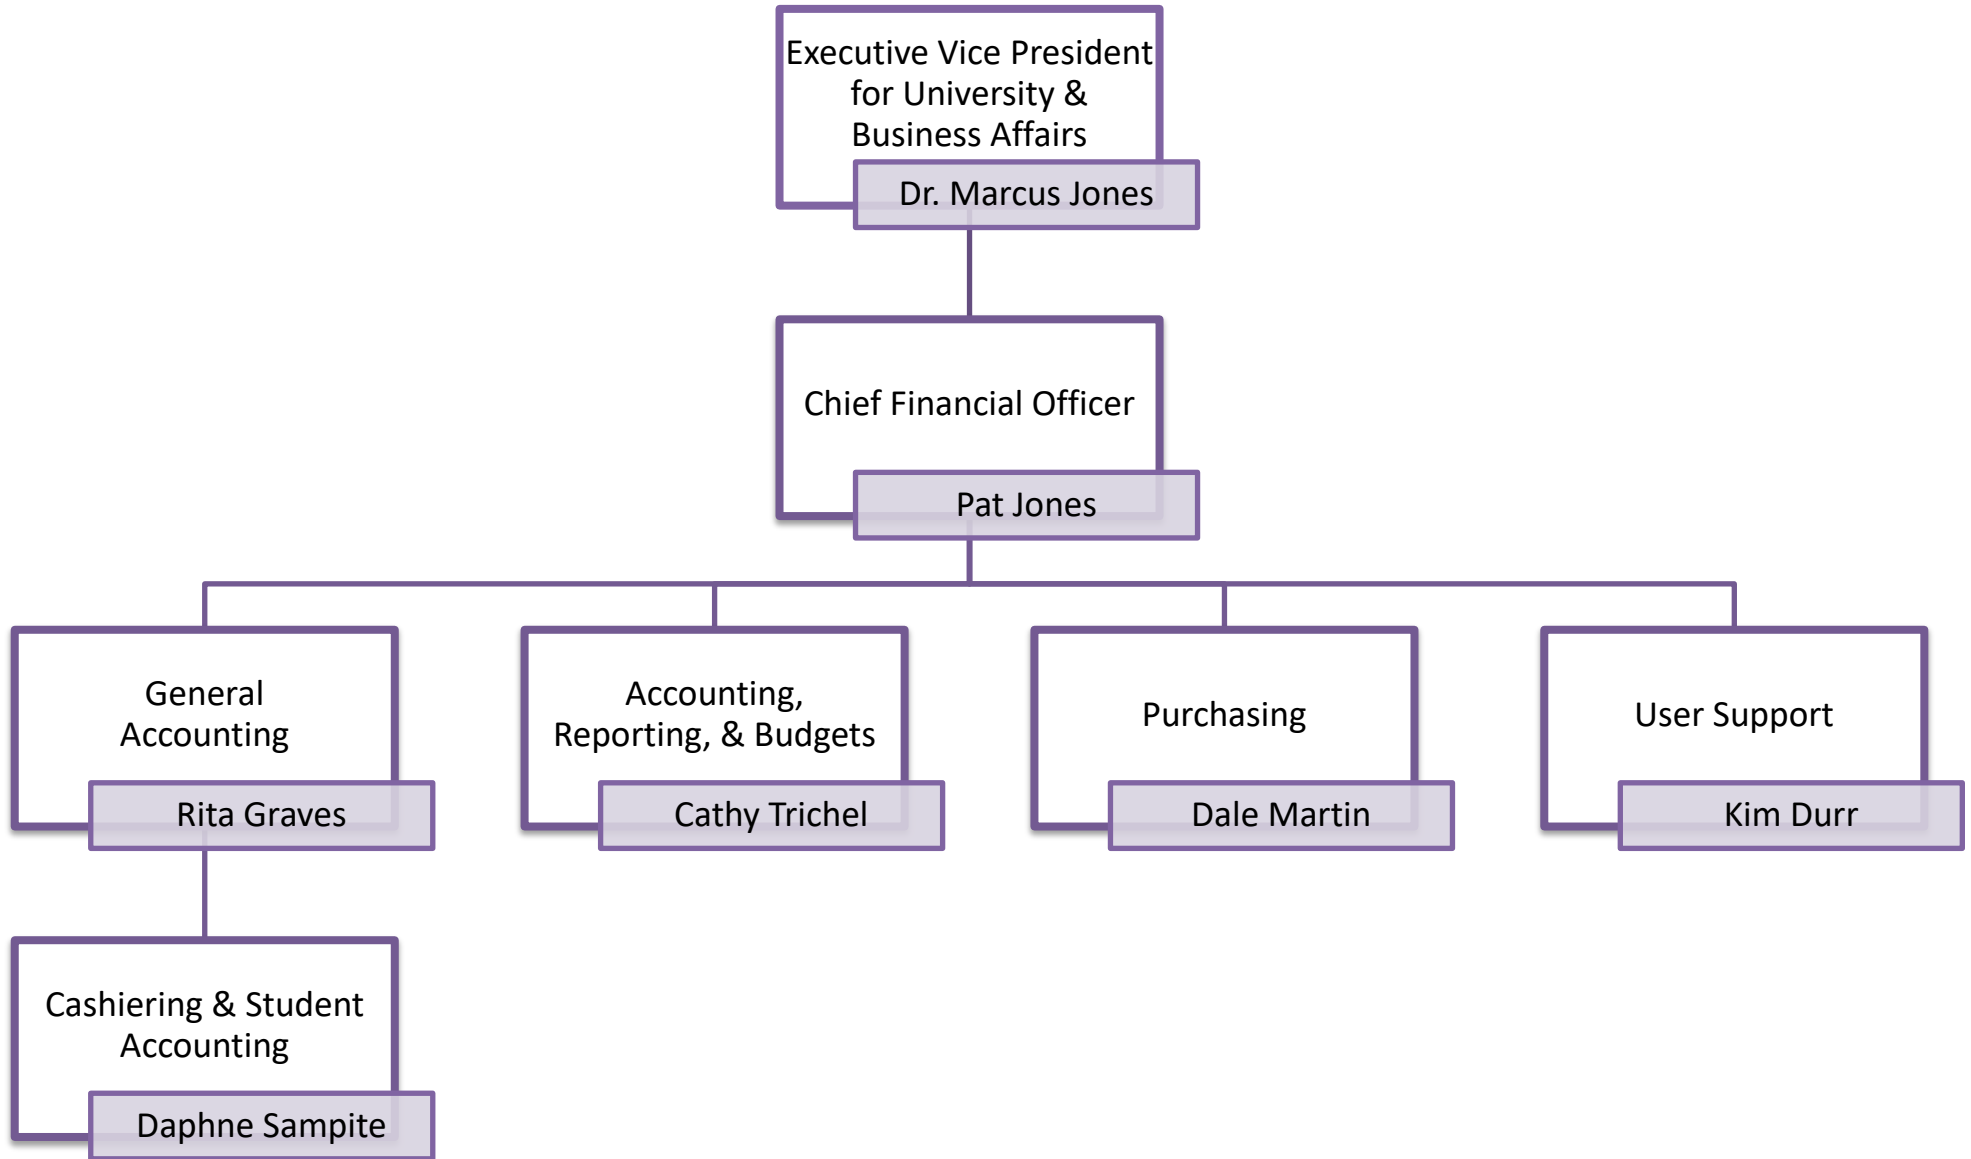 Executive Vice President
for University &
Business Affairs
Dr. Marcus Jones
Chief Financial Officer
Pat Jones
General
Accounting
Rita Graves
Accounting,
Reporting, & Budgets
Cathy Trichel
Purchasing
Dale Martin
User Support
Kim Durr
Cashiering & Student
Accounting
Daphne Sampite